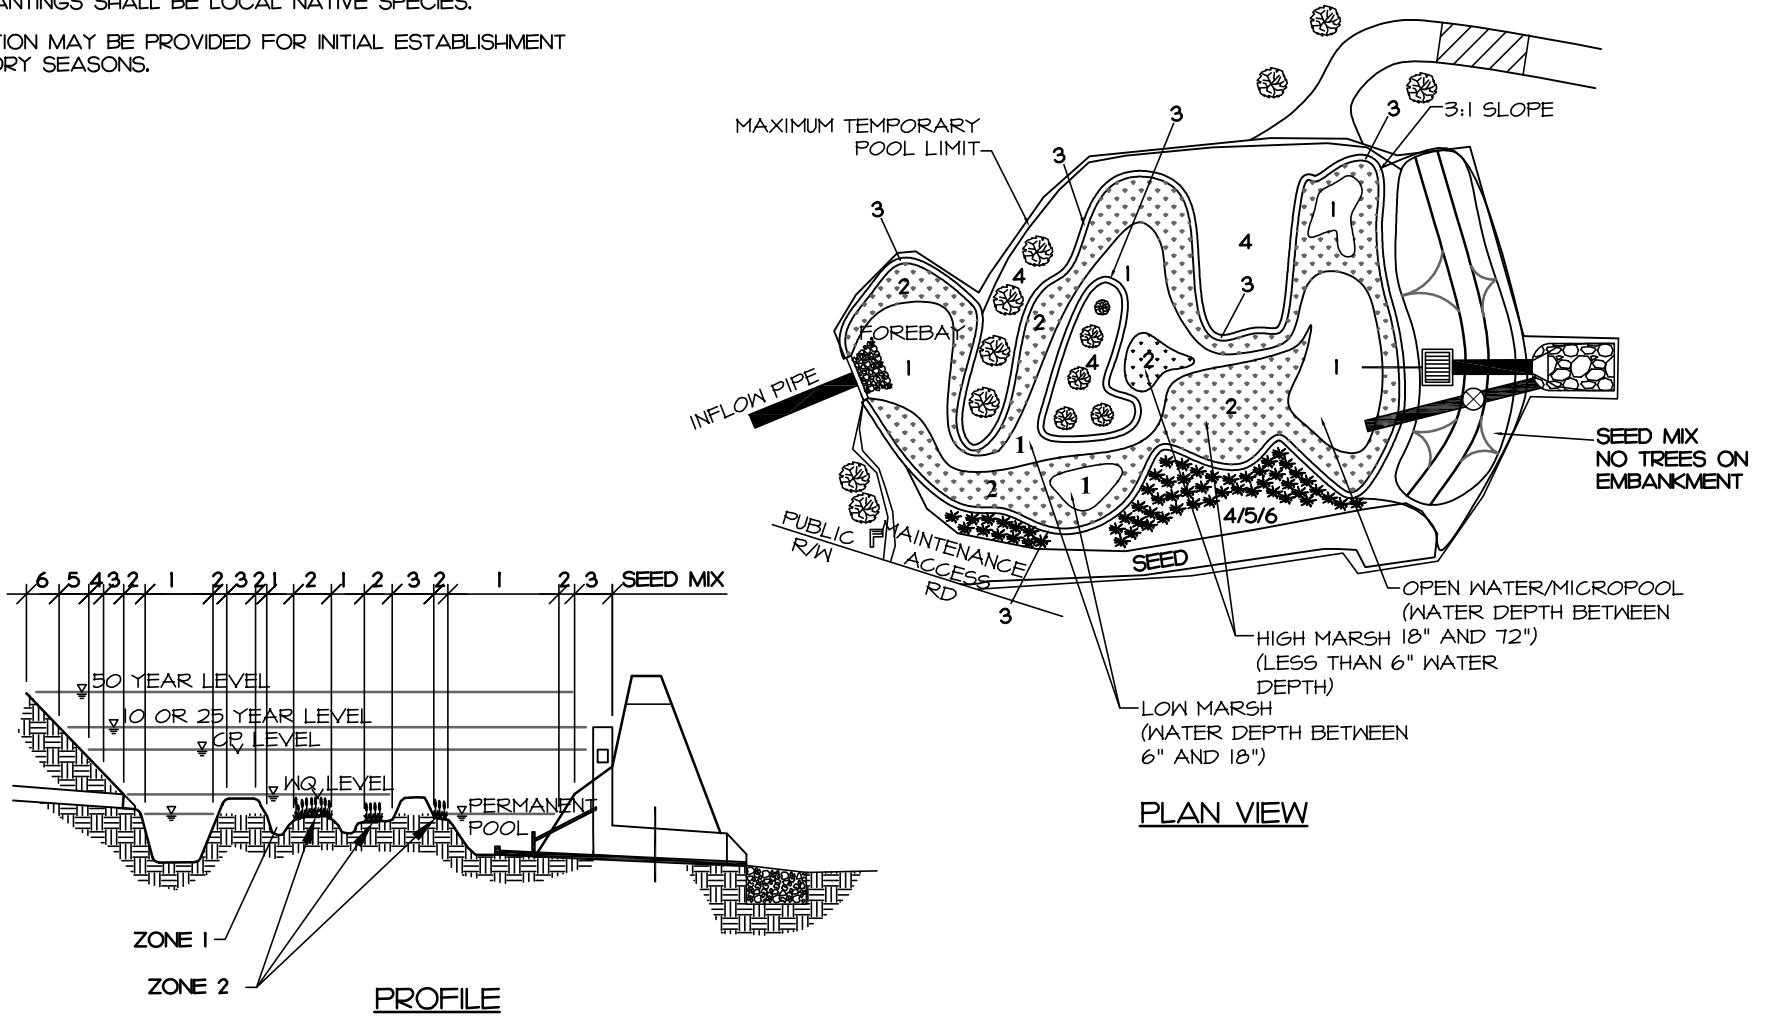 ANTINGS SHALL BE LOCAL NATIVE SPECIES.
TION MAY BE PROVIDED FOR INITIAL ESTABLISHMENT
DRY SEASONS.
MAXIMUM TEMPORARY
POOL LIMIT
3
3
3
3
3:1 SLOPE
1
4
4
1
3
2
2
FOREBAY
1
4
2
1
INFLOW PIPE
2
1
2
1
SEED MIX
NO TREES ON
EMBANKMENT
4/5/6
PUBLIC
R/W
MAINTENANCE
ACCESS
RD
SEED
3
OPEN WATER/MICROPOOL
(WATER DEPTH BETWEEN
18" AND 72")
HIGH MARSH
(LESS THAN 6" WATER
DEPTH)
LOW MARSH
(WATER DEPTH BETWEEN
6" AND 18")
PLAN VIEW
6 5 4 3 2 1 2 3 2 1 2 1 2 3 2 1 2 3 SEED MIX
50 YEAR LEVEL
10 OR 25 YEAR LEVEL
CP LEVEL
WQ LEVEL
PERMANENT
POOL
ZONE 1
ZONE 2
PROFILE